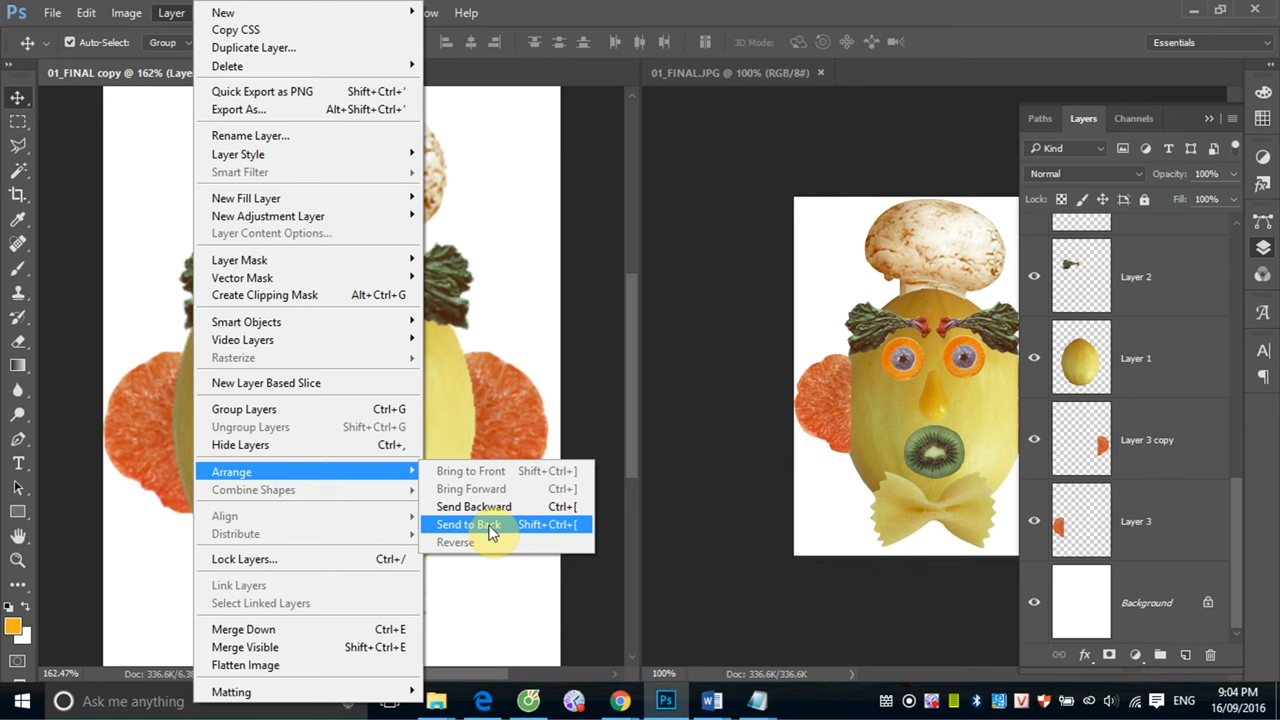 Ps File Edit Image Layer ow Help
Auto-Select: Group 3D Mode: Essentials
01_FINAL copy @ 162% (Laye 01_FINAL.JPG @ 100% (RGB/8#) ×
New
Copy CSS
Duplicate Layer...
Delete
Quick Export as PNG Shift+Ctrl+'
Export As... Alt+Shift+Ctrl+'
Rename Layer...
Layer Style
Smart Filter
New Fill Layer
New Adjustment Layer
Layer Content Options...
Layer Mask
Vector Mask
Create Clipping Mask Alt+Ctrl+G
Smart Objects
Video Layers
Rasterize
New Layer Based Slice
Group Layers Ctrl+G
Ungroup Layers Shift+Ctrl+G
Hide Layers Ctrl+,
Arrange
Combine Shapes
Align
Distribute
Lock Layers... Ctrl+/
Link Layers
Select Linked Layers
Merge Down Ctrl+E
Merge Visible Shift+Ctrl+E
Flatten Image
Matting
Bring to Front Shift+Ctrl+]
Bring Forward Ctrl+]
Send Backward Ctrl+[
Send to Back Shift+Ctrl+[
Reverse
Paths Layers Channels
Kind
Normal Opacity: 100%
Lock: Fill: 100%
Layer 2
Layer 1
Layer 3 copy
Layer 3
Background
162.47% Doc: 336.6K/6.38 100% Doc: 336.6K/336.6K
Ask me anything ENG 9:04 PM
16/09/2016